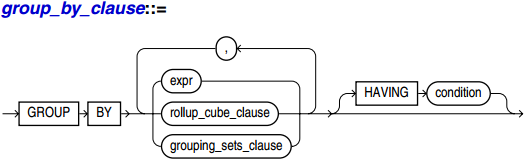 group_by_clause::=
,
expr
GROUP BY rollup_cube_clause HAVING condition
grouping_sets_clause